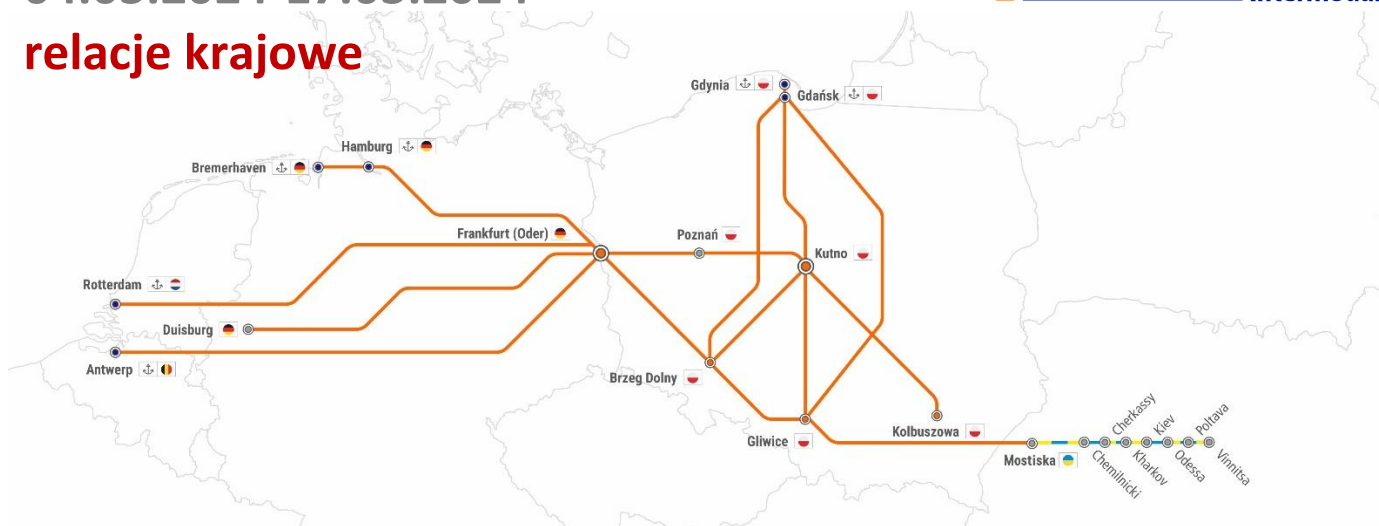 relacje krajowe
Gdynia
Gdańsk
Hamburg
Bremerhaven
Frankfurt (Oder)
Poznań
Kutno
Rotterdam
Duisburg
Antwerp
Brzeg Dolny
Gliwice
Kolbuszowa
Mostiska
Chemilnicki
Cherkassy
Kharkov
Kiev
Odessa
Poltava
Vinnitsa